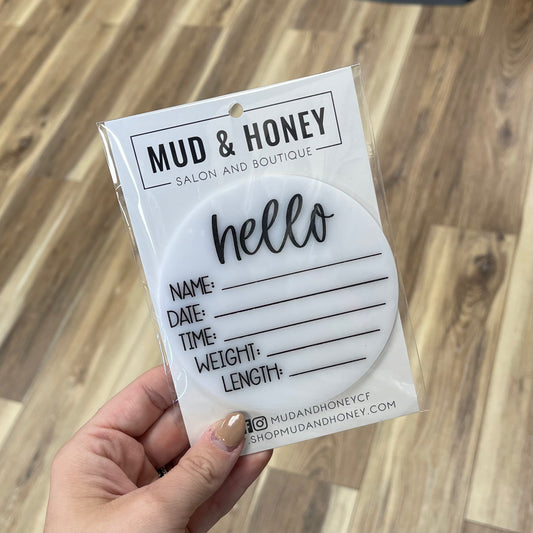 MUD & HONEY
SALON AND BOUTIQUE
hello
NAME:
DATE:
TIME:
WEIGHT:
LENGTH:
MUDANDHONEYCF
SHOPMUDANDHONEY.COM